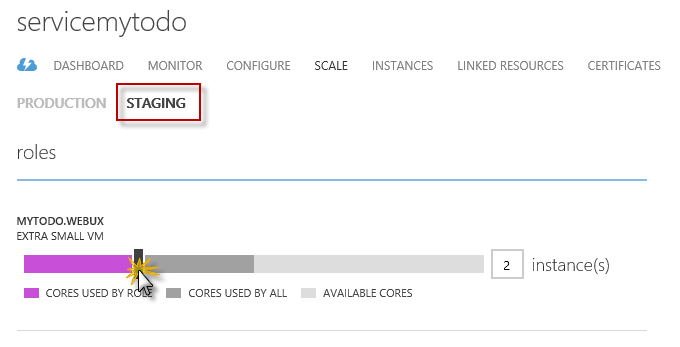 servicemytodo
DASHBOARD MONITOR CONFIGURE SCALE INSTANCES LINKED RESOURCES CERTIFICATES
PRODUCTION STAGING
roles
MYTODO.WEBUX
EXTRA SMALL VM
2 instance(s)
CORES USED BY ROLE CORES USED BY ALL AVAILABLE CORES